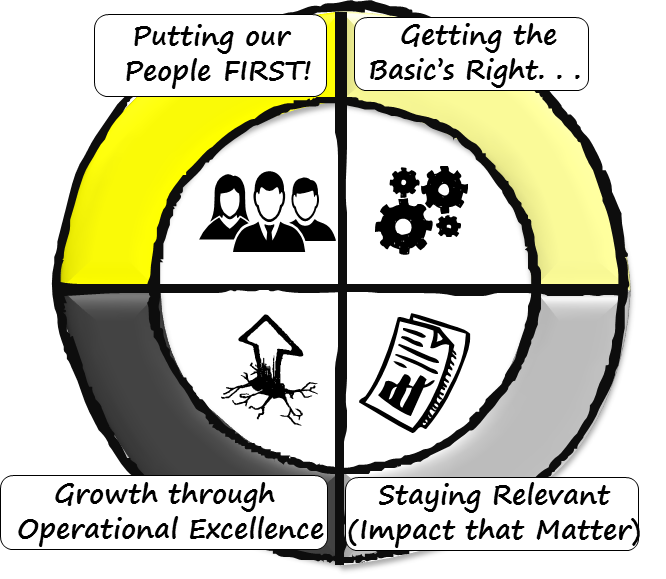 Putting our
People FIRST!
Getting the
Basic's Right. . .
Growth through
Operational Excellence
Staying Relevant
(Impact that Matter)